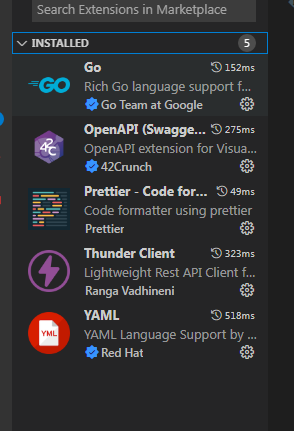 Search Extensions in Marketplace
INSTALLED 5
Go 152ms
GO
Rich Go language support f...
Go Team at Google
OpenAPI (Swagge... 275ms
42C
OpenAPI extension for Visua...
42Crunch
Prettier - Code for... 49ms
Code formatter using prettier
Prettier
Thunder Client 323ms
Lightweight Rest API Client f...
Ranga Vadhineni
YAML 518ms
YML
YAML Language Support by ...
Red Hat